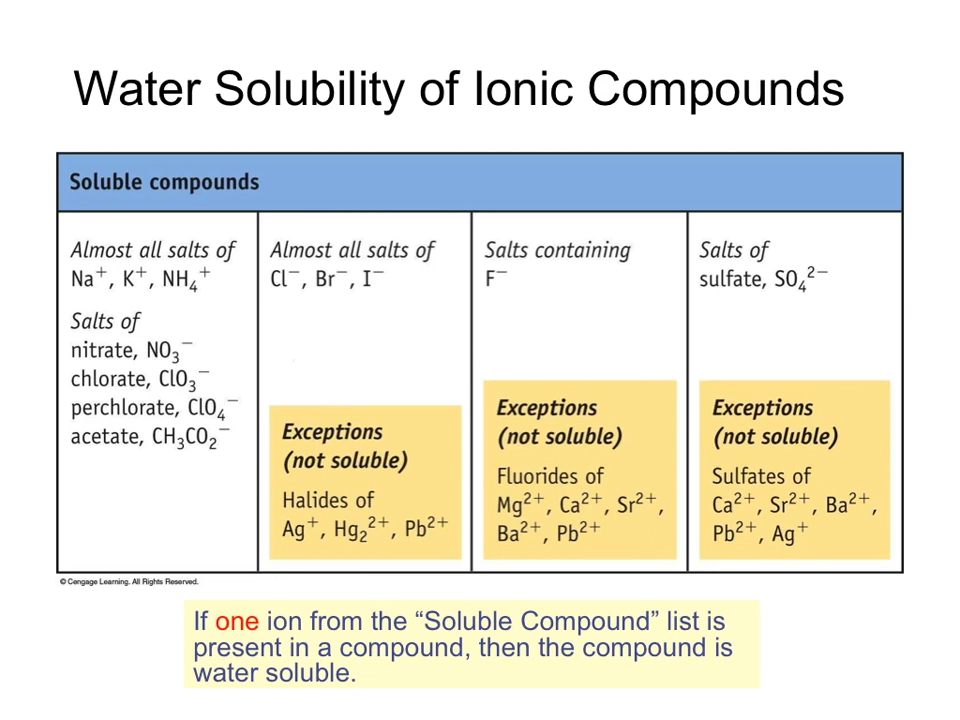 Water Solubility of Ionic Compounds
Soluble compounds
Almost all salts of
Na⁺, K⁺, NH₄⁺
Salts of
nitrate, NO₃⁻
chlorate, ClO₃⁻
perchlorate, ClO₄⁻
acetate, CH₃CO₂⁻
Almost all salts of
Cl⁻, Br⁻, I⁻
Exceptions
(not soluble)
Halides of
Ag⁺, Hg₂²⁺, Pb²⁺
Salts containing
F⁻
Exceptions
(not soluble)
Fluorides of
Mg²⁺, Ca²⁺, Sr²⁺,
Ba²⁺, Pb²⁺
Salts of
sulfate, SO₄²⁻
Exceptions
(not soluble)
Sulfates of
Ca²⁺, Sr²⁺, Ba²⁺,
Pb²⁺, Ag⁺
© Cengage Learning. All Rights Reserved.
If one ion from the “Soluble Compound” list is
present in a compound, then the compound is
water soluble.